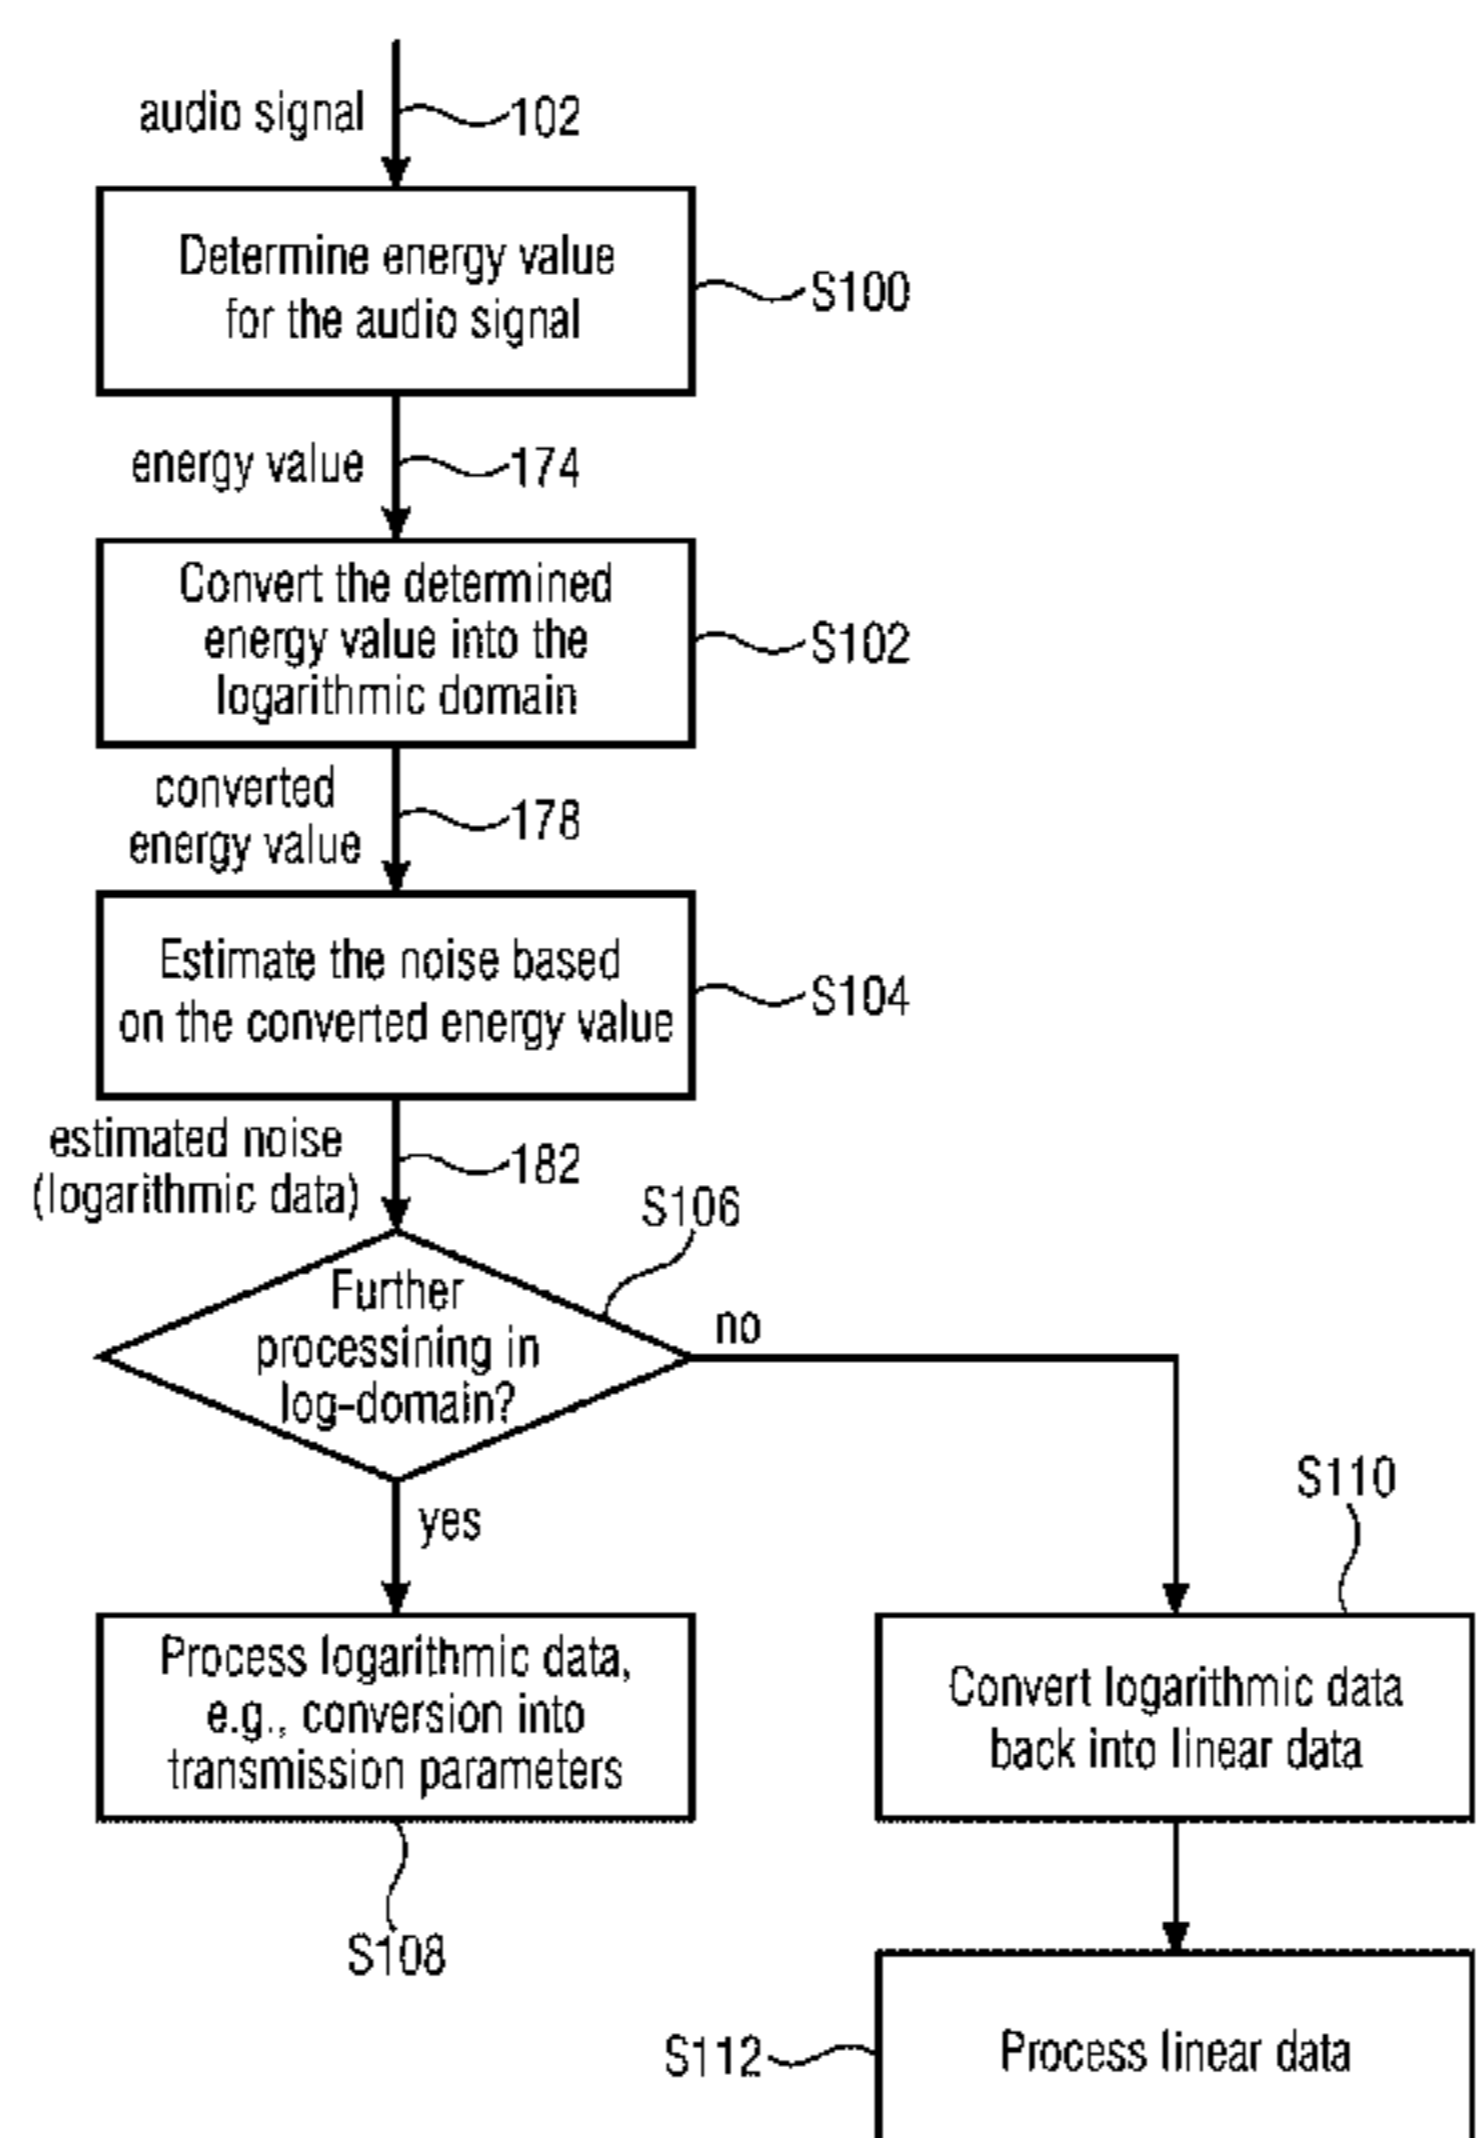 audio signal
102
Determine energy value
for the audio signal
S100
energy value
174
Convert the determined
energy value into the
logarithmic domain
S102
converted
energy value
178
Estimate the noise based
on the converted energy value
S104
estimated noise
(logarithmic data)
182
S106
Further
processining in
log-domain?
no
yes
S110
Process logarithmic data,
e.g., conversion into
transmission parameters
Convert logarithmic data
back into linear data
S108
S112
Process linear data